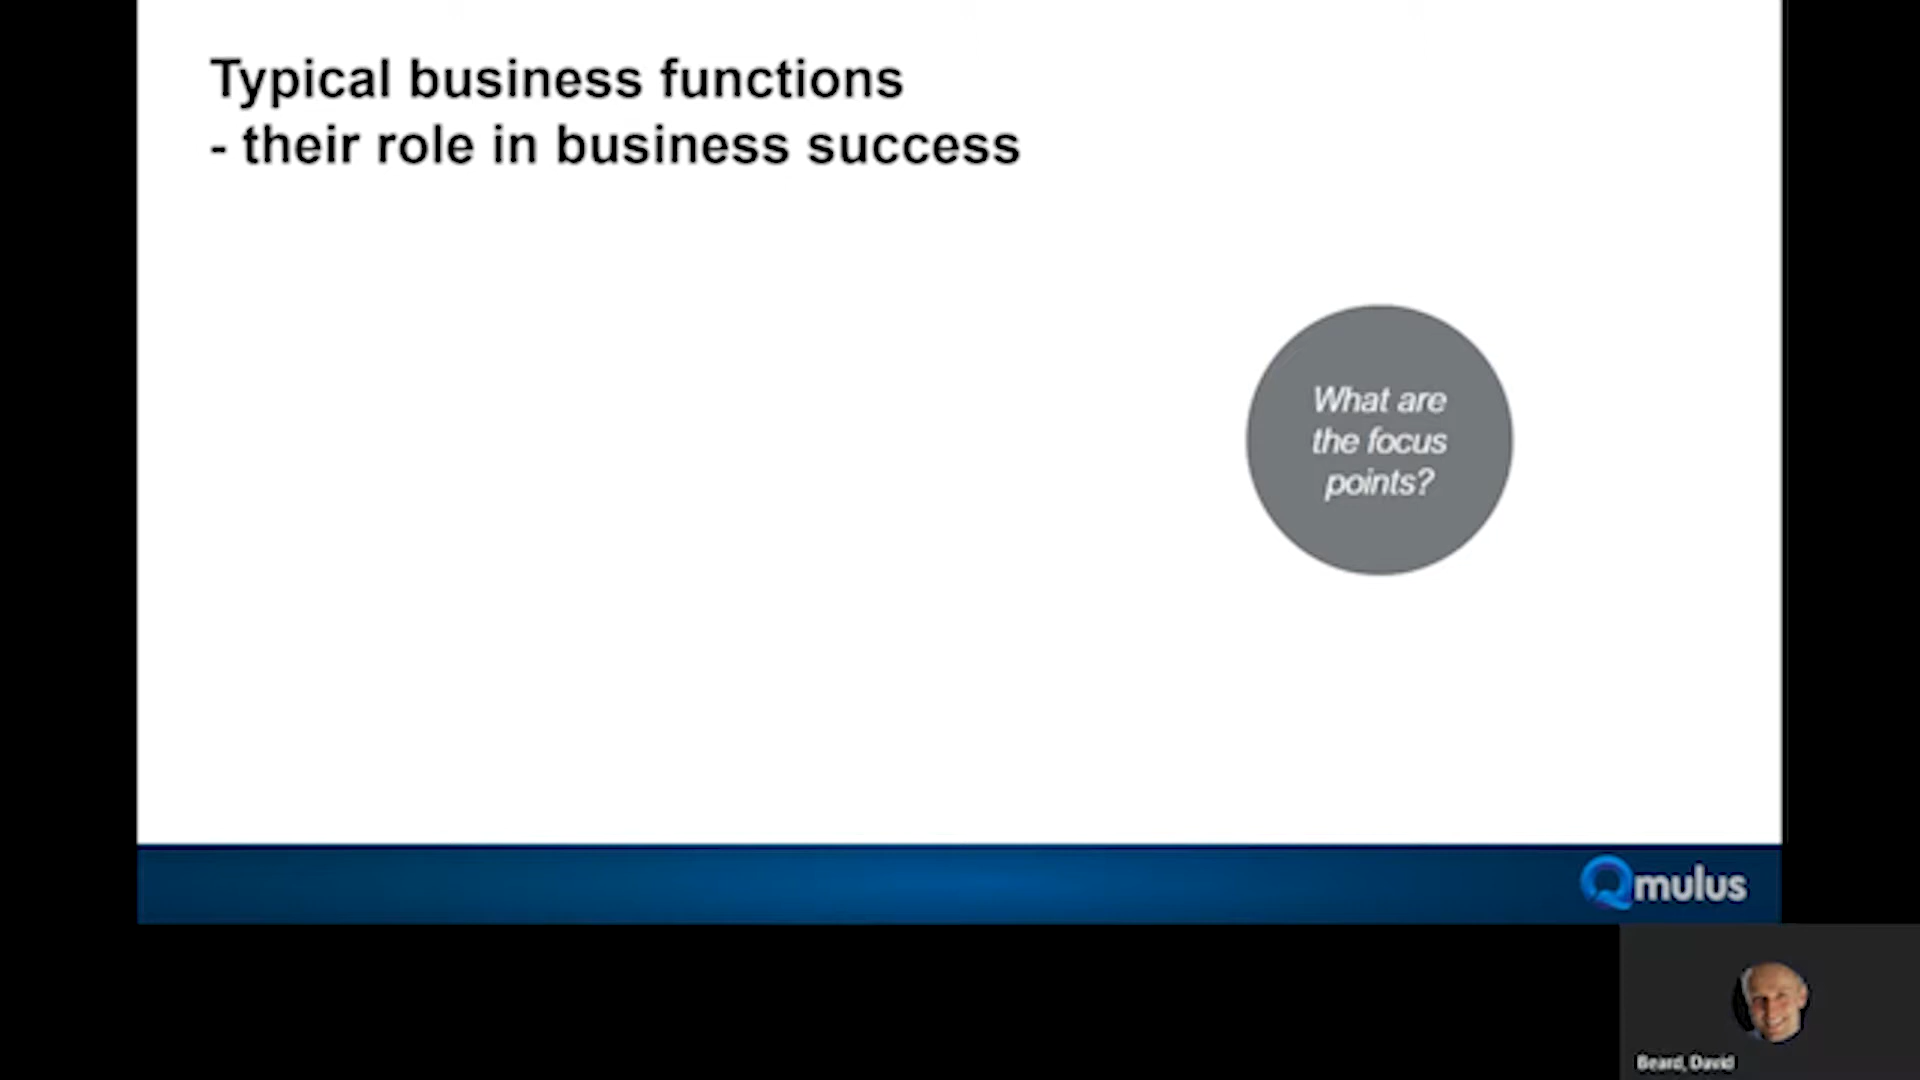 Typical business functions
- their role in business success
What are
the focus
points?
Qmulus
Beard, David